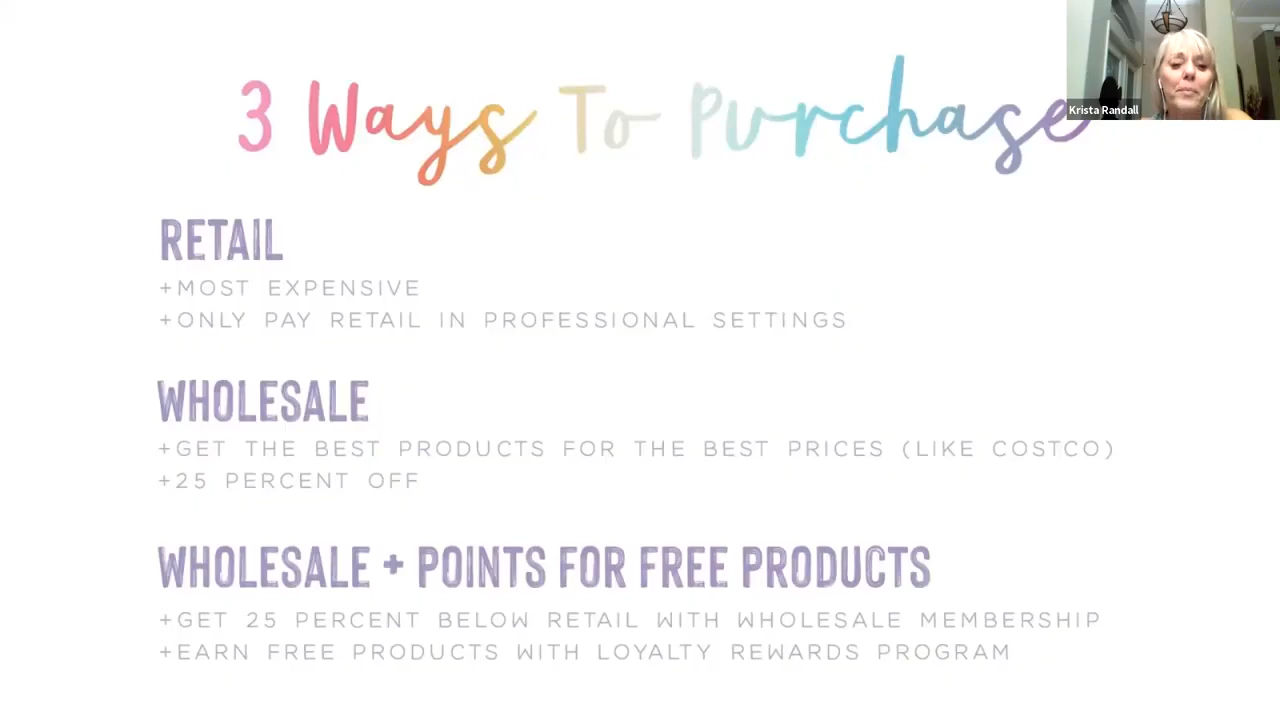 3 Ways To Purchase
Krista Randall
RETAIL
+MOST EXPENSIVE
+ONLY PAY RETAIL IN PROFESSIONAL SETTINGS
WHOLESALE
+GET THE BEST PRODUCTS FOR THE BEST PRICES (LIKE COSTCO)
+25 PERCENT OFF
WHOLESALE + POINTS FOR FREE PRODUCTS
+GET 25 PERCENT BELOW RETAIL WITH WHOLESALE MEMBERSHIP
+EARN FREE PRODUCTS WITH LOYALTY REWARDS PROGRAM